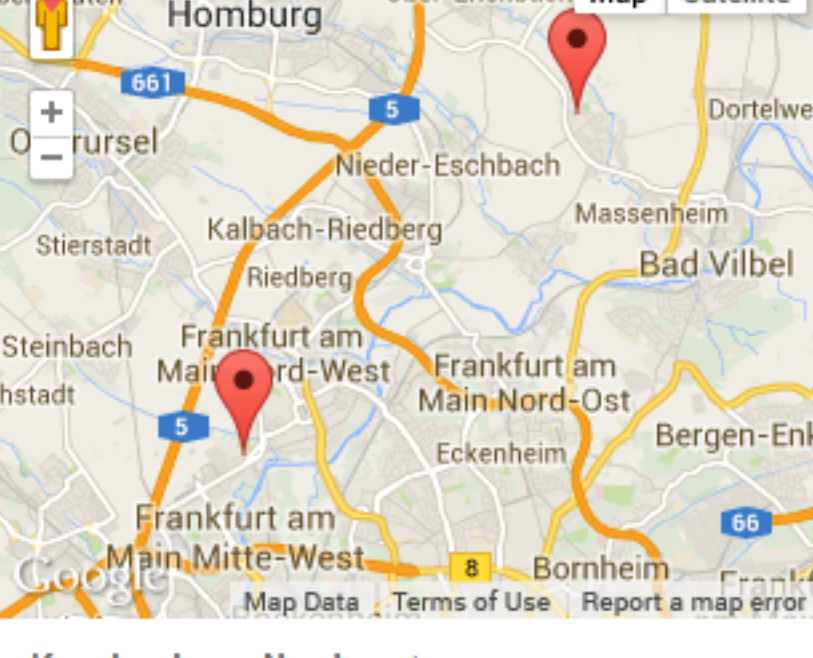 Homburg
Map
661
5
Dortelwe
Nieder-Eschbach
Massenheim
Kalbach-Riedberg
Stierstadt
Bad Vilbel
Riedberg
Steinbach
Frankfurt am
Frankfurt am
Main Nord-Ost
hstadt
5
Bergen-Enk
Eckenheim
Frankfurt am
Main Mitte-West
66
8
Bornheim
Google
Map Data
Terms of Use
Report a map error